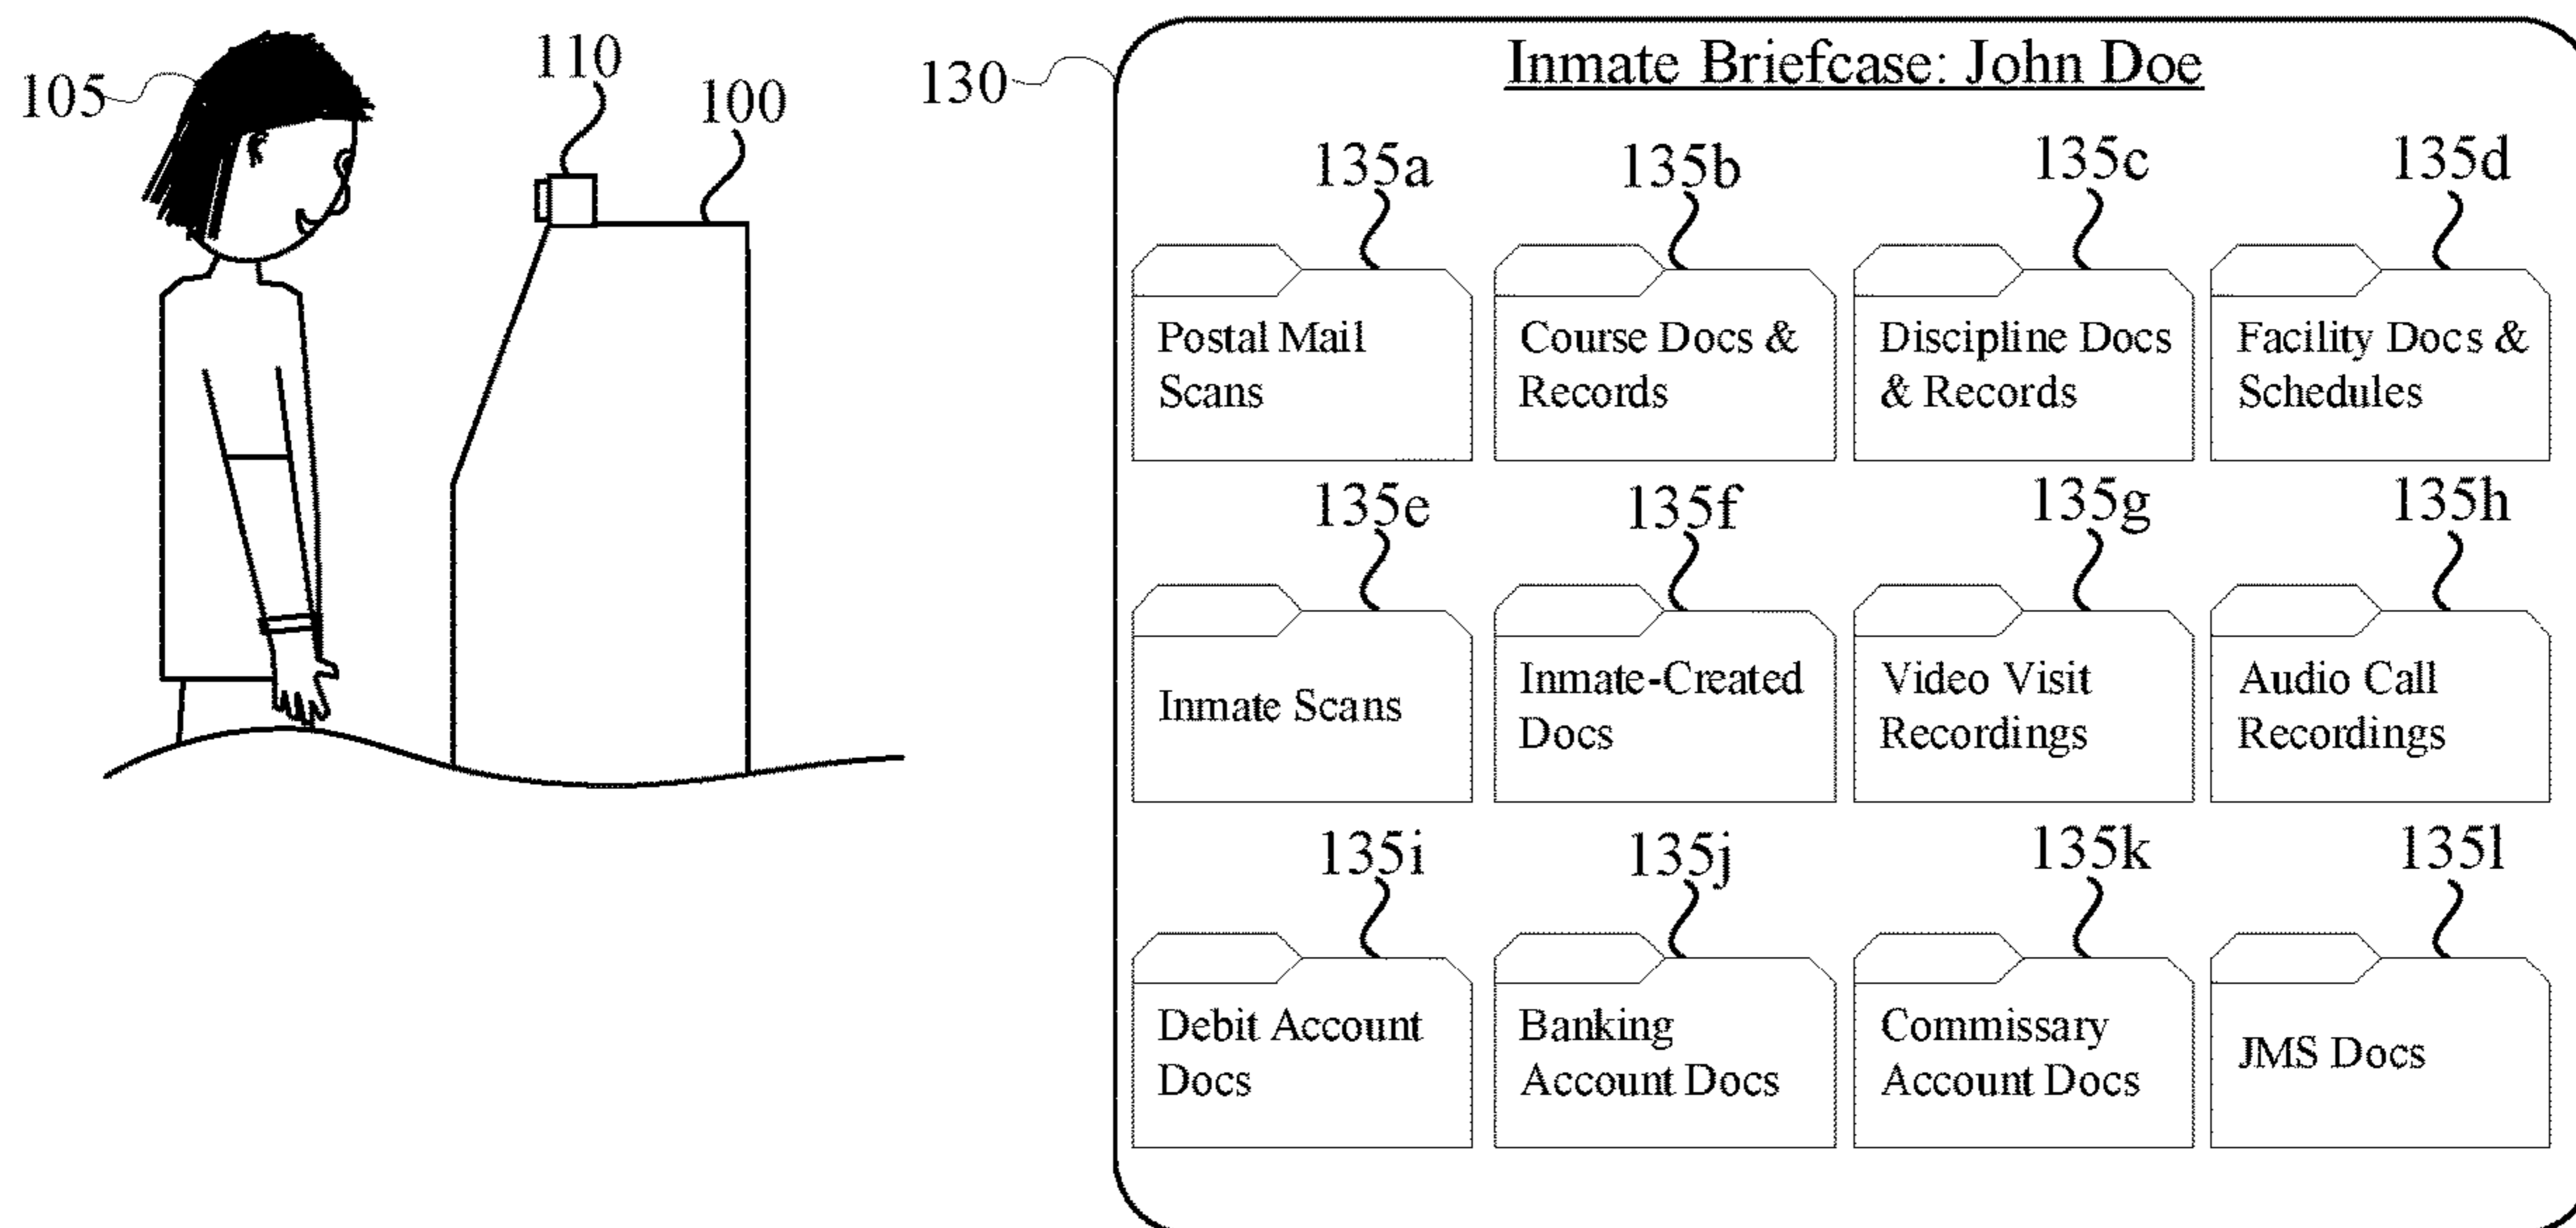 105
110
100
130
Inmate Briefcase: John Doe
135a
135b
135c
135d
Postal Mail
Scans
Course Docs &
Records
Discipline Docs
& Records
Facility Docs &
Schedules
135e
135f
135g
135h
Inmate Scans
Inmate-Created
Docs
Video Visit
Recordings
Audio Call
Recordings
135i
135j
135k
135l
Debit Account
Docs
Banking
Account Docs
Commissary
Account Docs
JMS Docs